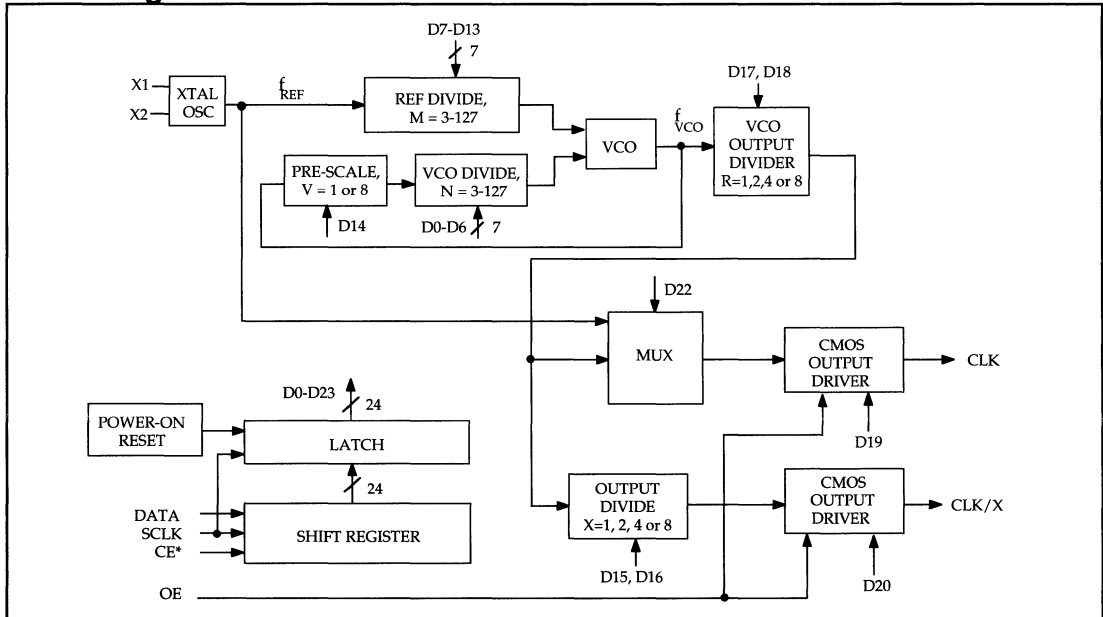 D7-D13
7
X1
X2
XTAL
OSC
fREF
REF DIVIDE,
M = 3-127
D17, D18
fVCO
VCO
VCO
OUTPUT
DIVIDER
R=1,2,4 or 8
PRE-SCALE,
V = 1 or 8
VCO DIVIDE,
N = 3-127
D14
D0-D6
7
D22
MUX
CMOS
OUTPUT
DRIVER
CLK
D19
D0-D23
24
POWER-ON
RESET
LATCH
24
DATA
SCLK
CE*
SHIFT REGISTER
OUTPUT
DIVIDE
X=1, 2, 4 or 8
CMOS
OUTPUT
DRIVER
CLK/X
D15, D16
D20
OE